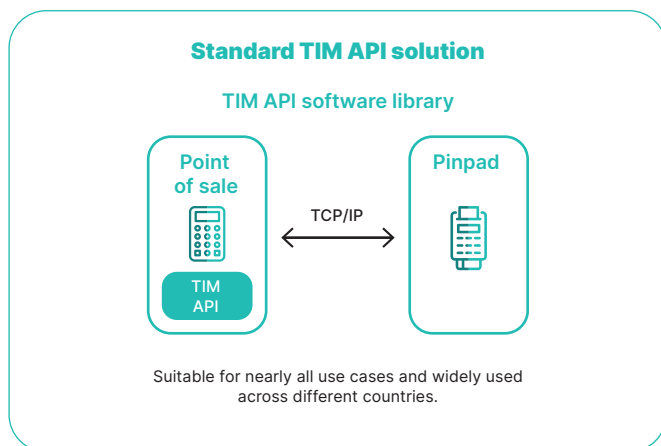 Standard TIM API solution
TIM API software library
Point
of sale
Pinpad
TCP/IP
TIM
API
Suitable for nearly all use cases and widely used
across different countries.